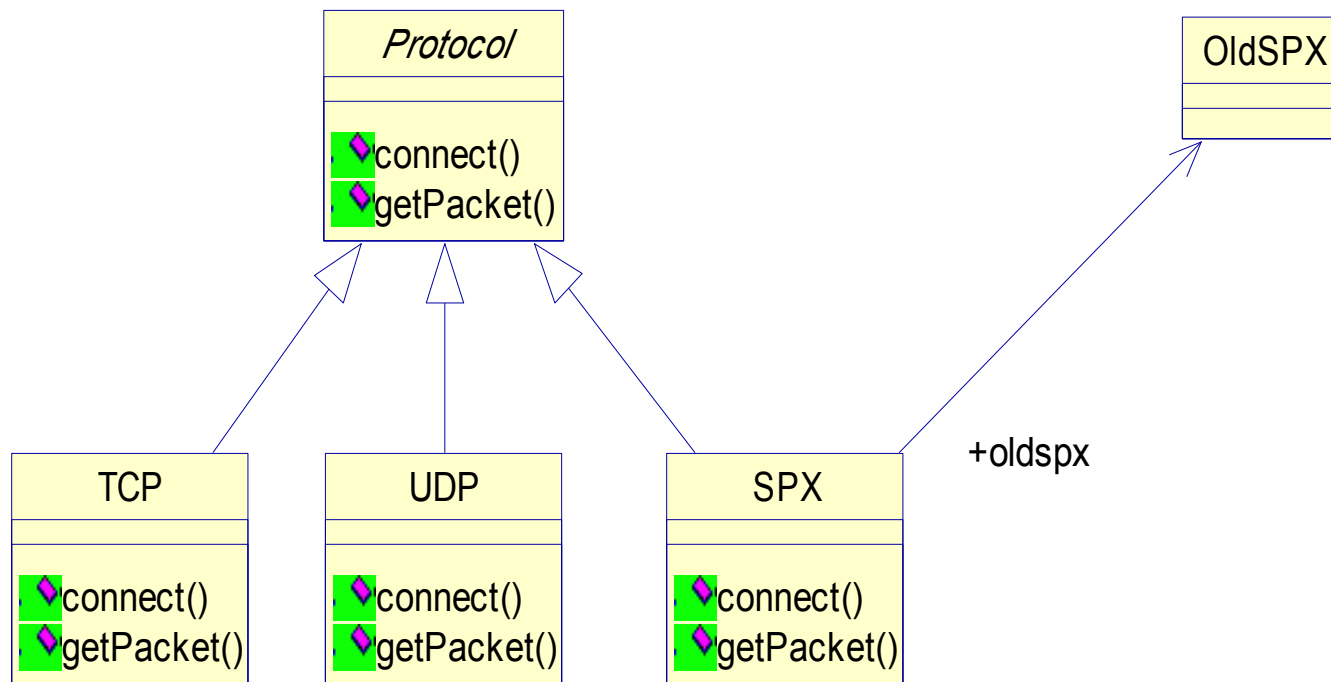 Protocol
connect()
getPacket()
OldSPX
+oldspx
TCP
connect()
getPacket()
UDP
connect()
getPacket()
SPX
connect()
getPacket()